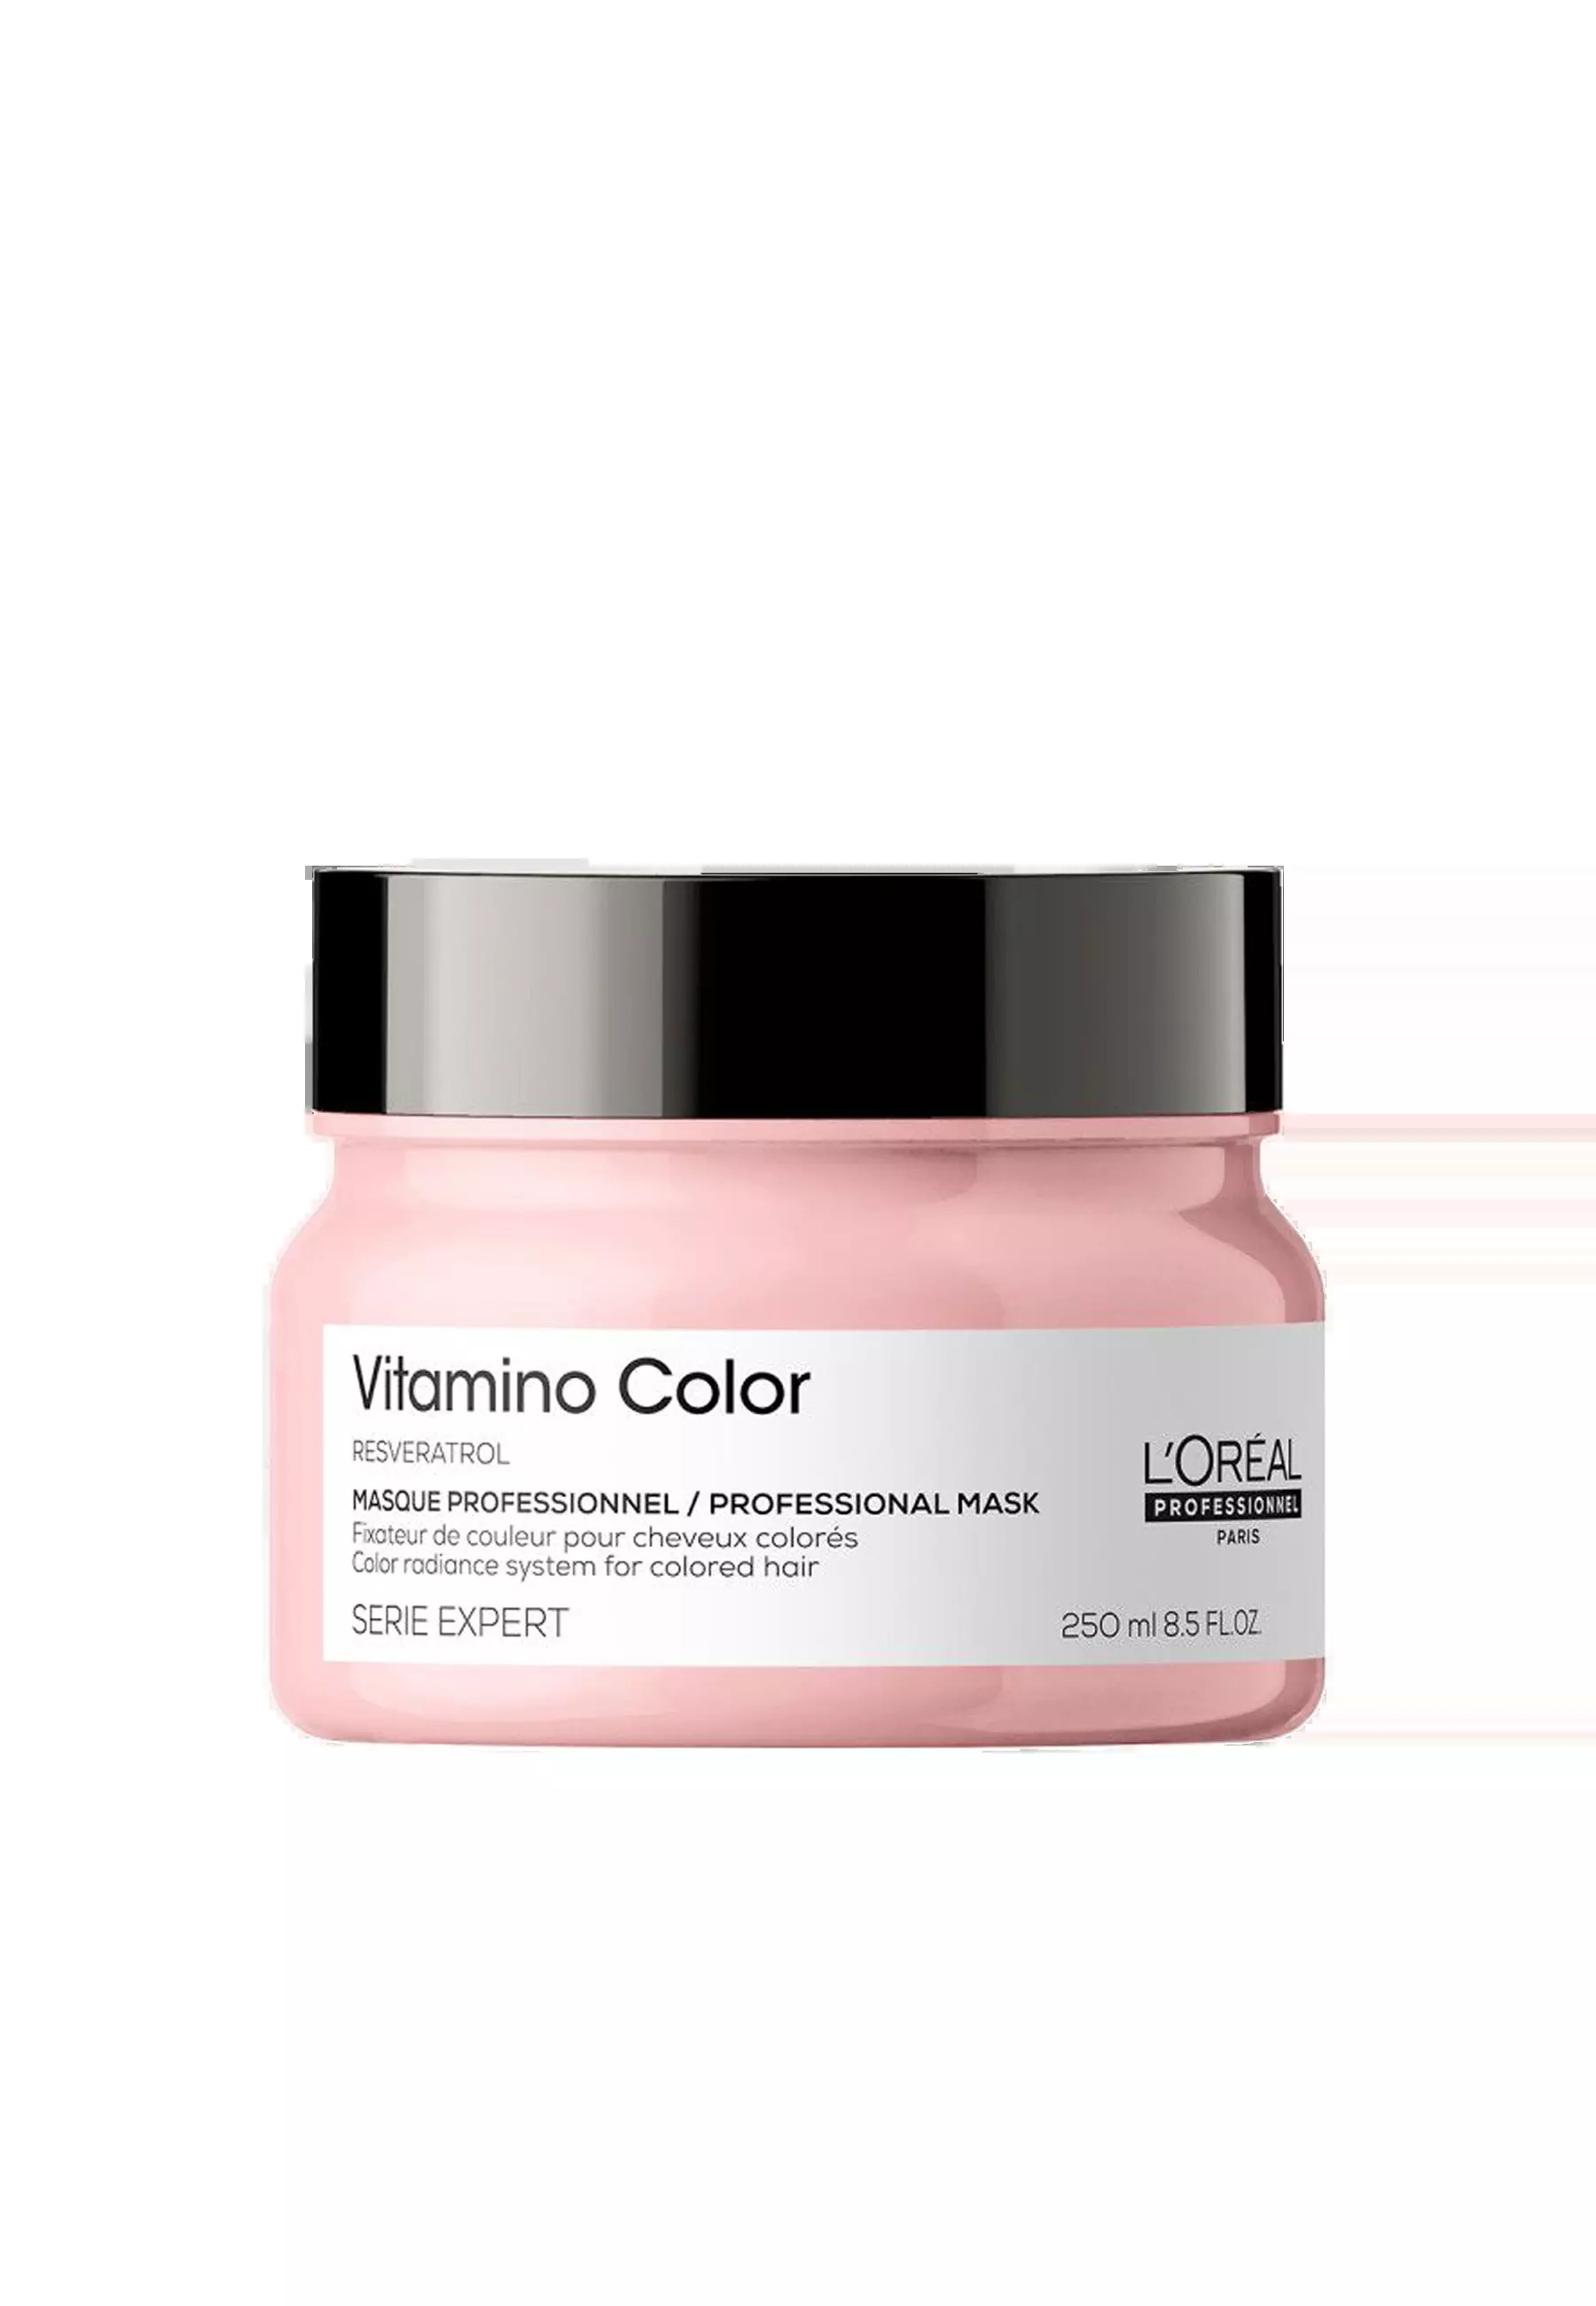 Vitamino Color
RESVERATROL
MASQUE PROFESSIONNEL / PROFESSIONAL MASK
Fixateur de couleur pour cheveux colorés
Color radiance system for colored hair
SERIE EXPERT
L'ORÉAL
PROFESSIONNEL
PARIS
250 ml 8.5 FL.OZ.